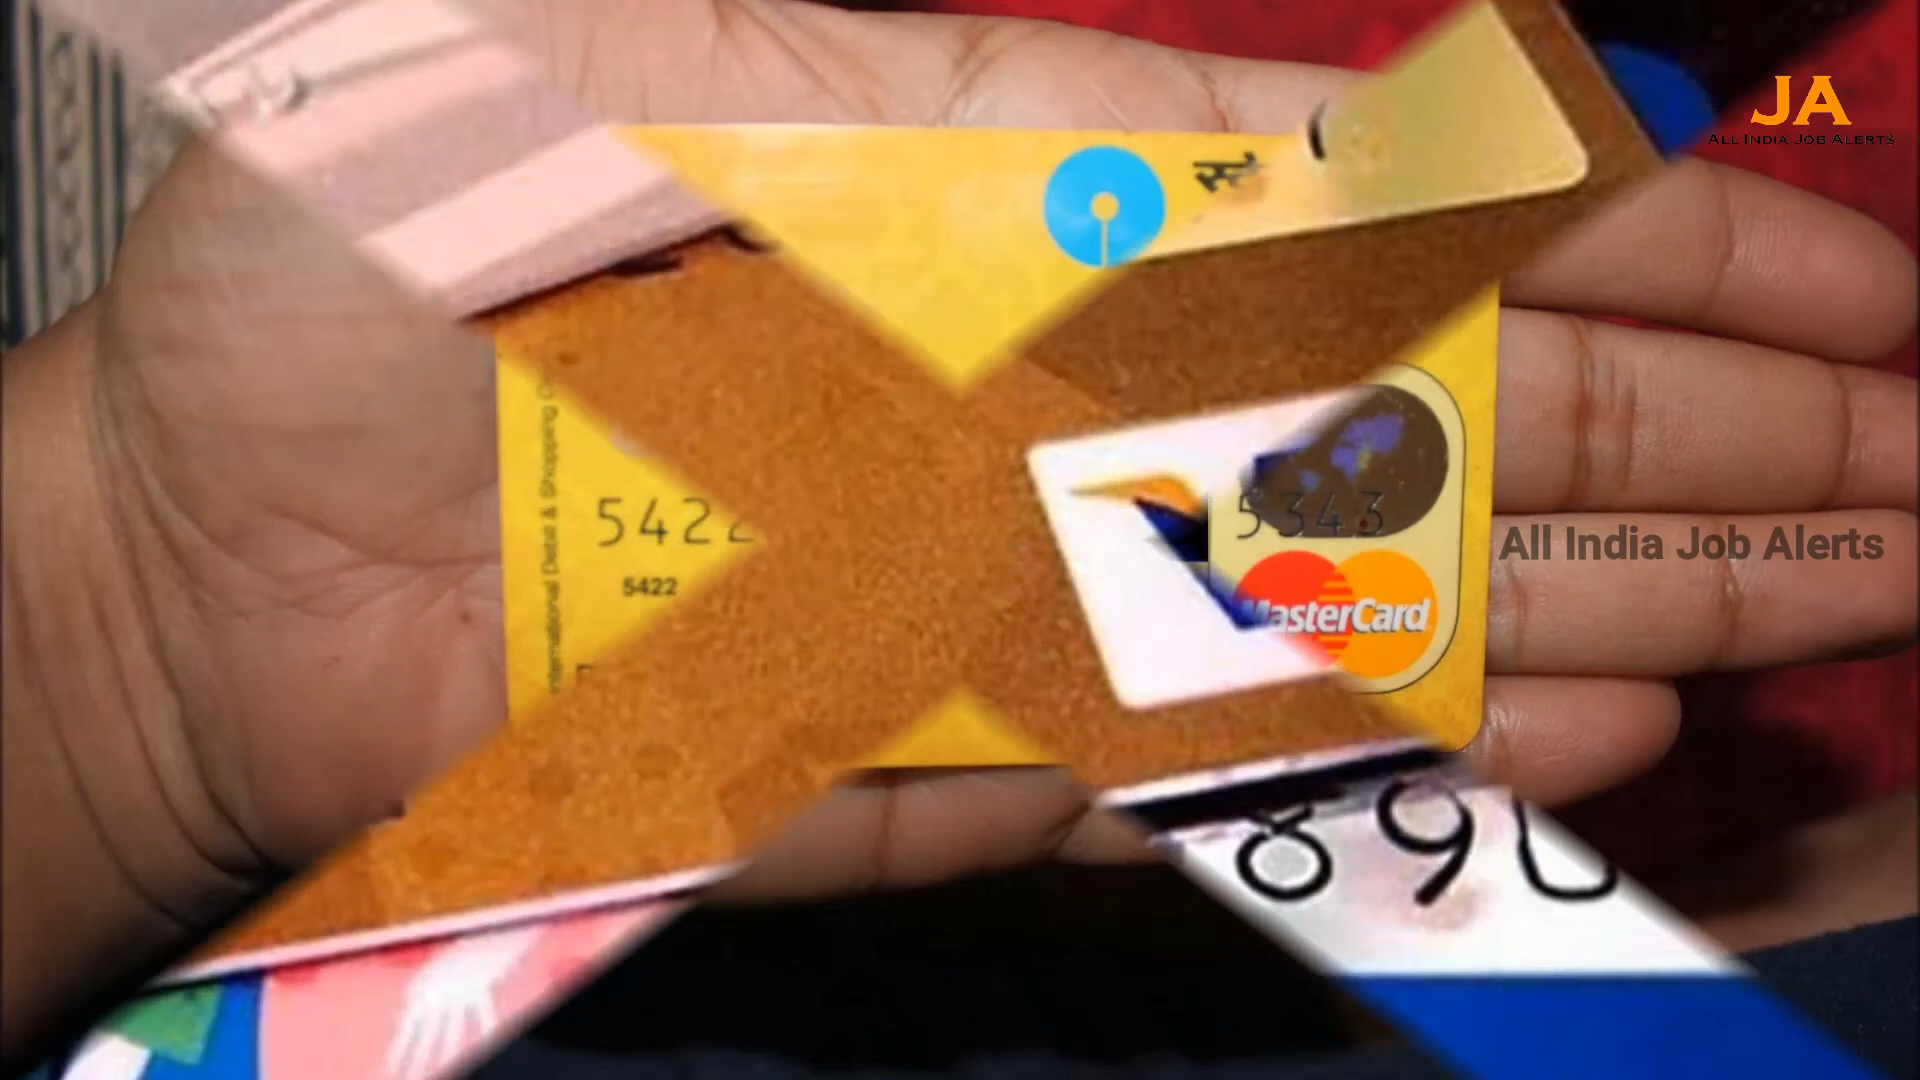 JA
ALL INDIA JOB ALERTS
International Debit & Shopping
5422
5343
All India Job Alerts
5422
MasterCard
890